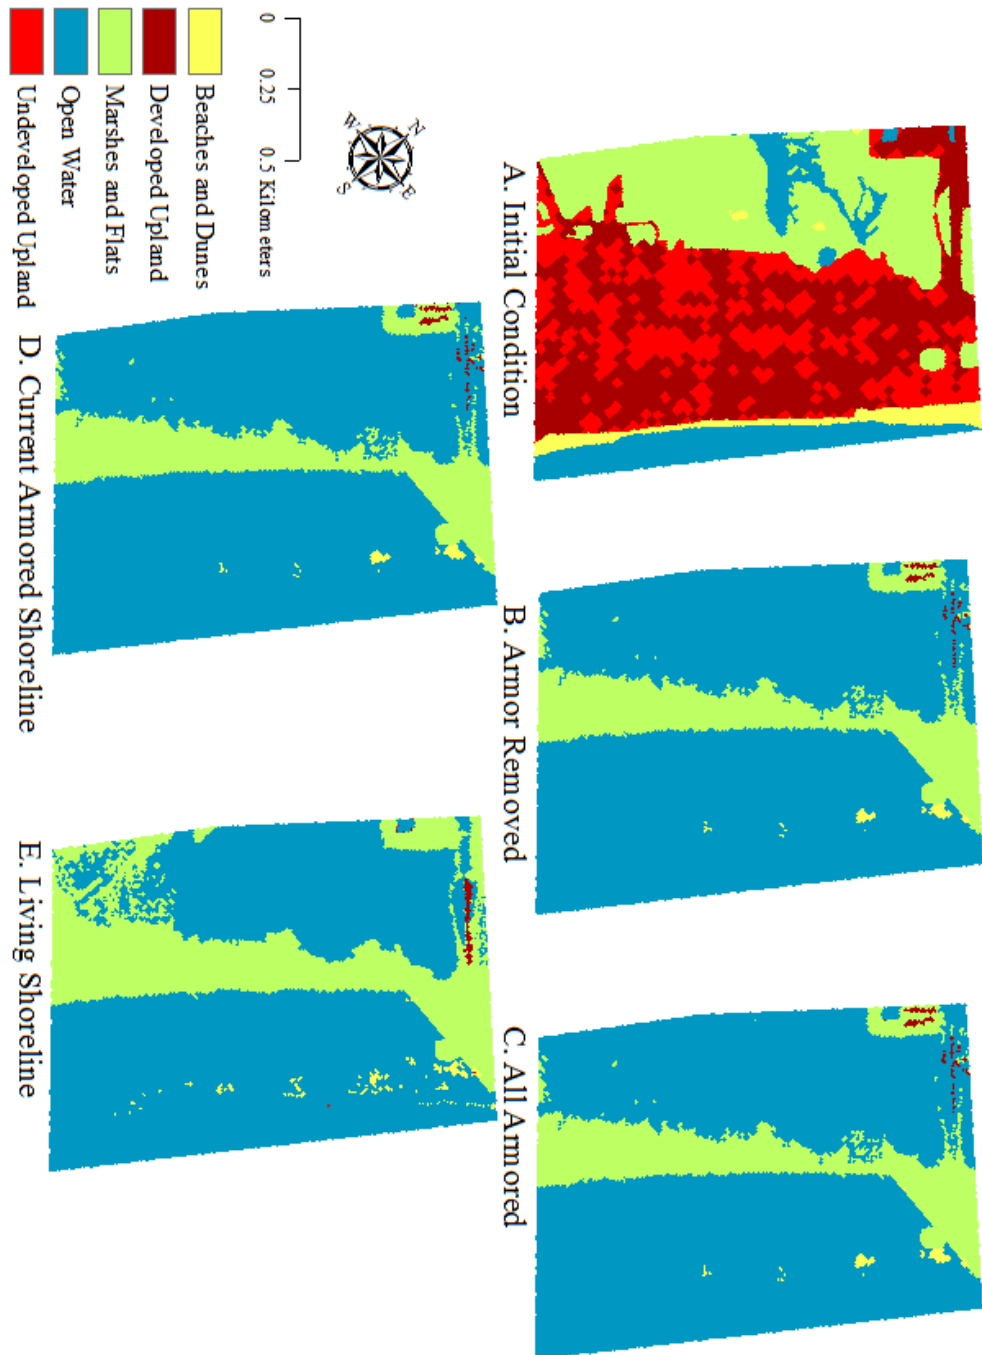 A. Initial Condition
B. Armor Removed
C. All Armored
D. Current Armored Shoreline
E. Living Shoreline
N
W
E
S
0 0.25 0.5 Kilometers
Beaches and Dunes
Developed Upland
Marshes and Flats
Open Water
Undeveloped Upland